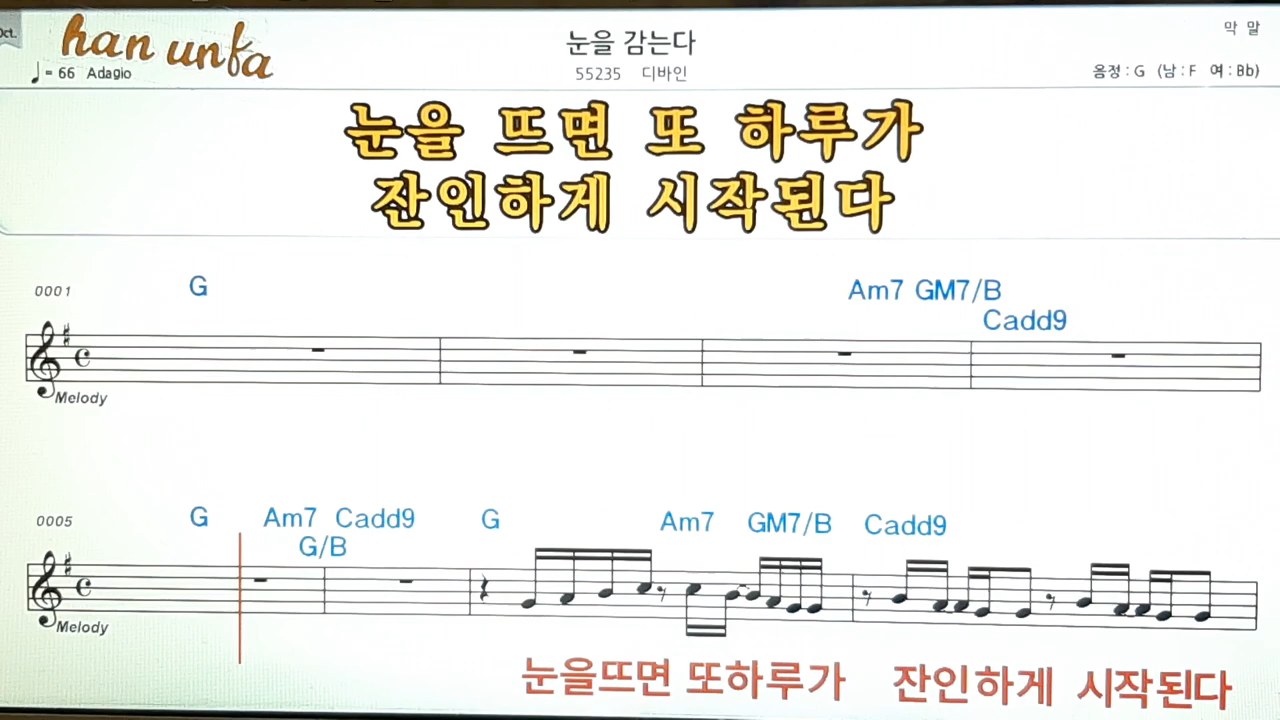 Oct.
han unfa
♩= 66 Adagio
눈을 감는다
55235 디바인
막 말
음정 : G (남 : F 여 : Bb)
눈을 뜨면 또 하루가
잔인하게 시작된다
0001
G
Am7 GM7/B
Cadd9
Melody
0005
G Am7 Cadd9 G Am7 GM7/B Cadd9
G/B
Melody
눈을뜨면 또하루가 잔인하게 시작된다